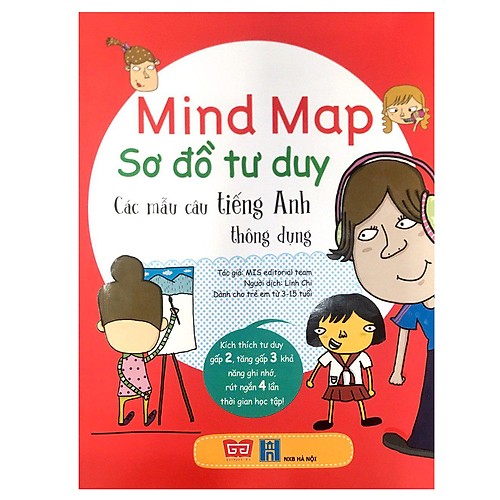 Mind Map
Sơ đồ tư duy
Các mẫu câu tiếng Anh
thông dụng
Tác giả: MIS editorial team
Người dịch: Linh Chi
Dành cho trẻ em từ 3-15 tuổi
Kích thích tư duy
gấp 2, tăng gấp 3 khả
năng ghi nhớ,
rút ngắn 4 lần
thời gian học tập!
NXB HÀ NỘI